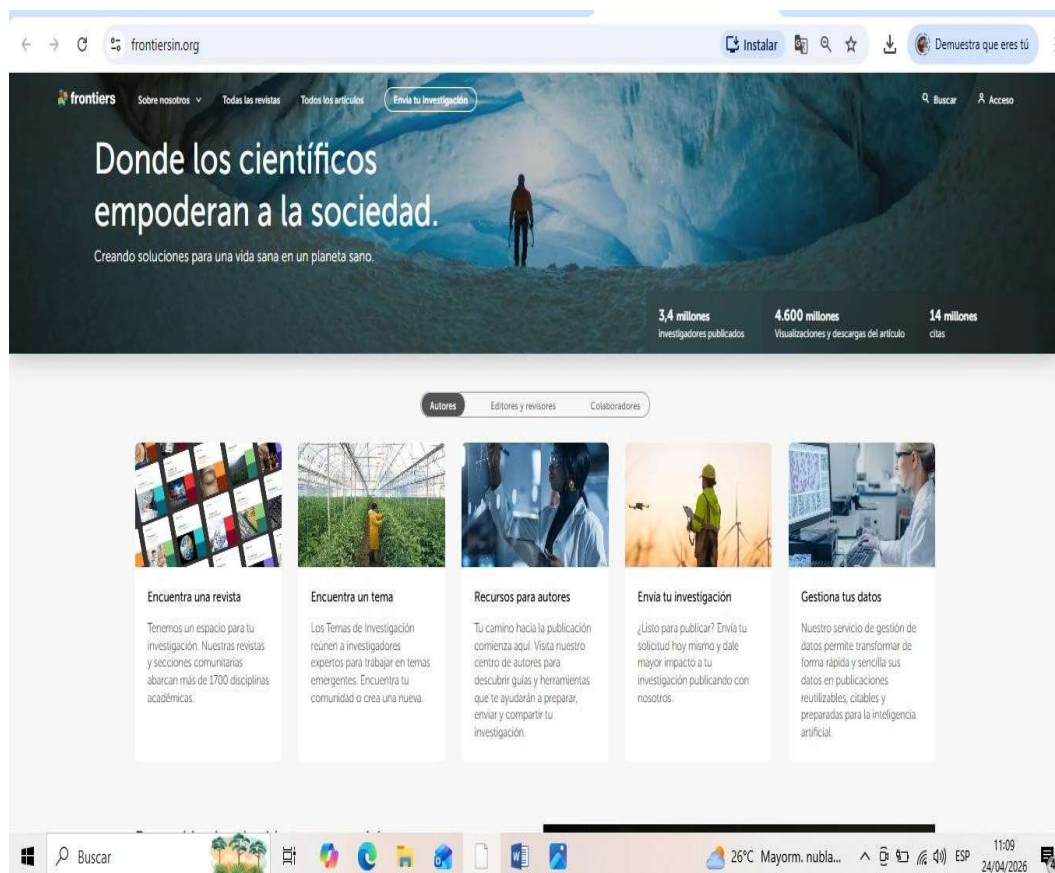 frontiersin.org
Instalar
Demuestra que eres tú
frontiers
Sobre nosotros
Todas las revistas
Todos los artículos
Envía tu investigación
Buscar
Acceso
Donde los científicos
empoderan a la sociedad.
Creando soluciones para una vida sana en un planeta sano.
3,4 millones
investigadores publicados
4.600 millones
Visualizaciones y descargas del artículo
14 millones
citas
Autores
Editores y revisores
Colaboradores
Encuentra una revista
Tenemos un espacio para tu
investigación. Nuestras revistas
y secciones comunitarias
abarcan más de 1700 disciplinas
académicas.
Encuentra un tema
Los Temas de Investigación
reúnen a investigadores
expertos para trabajar en temas
emergentes. Encuentra tu
comunidad o crea una nueva.
Recursos para autores
Tu camino hacia la publicación
comienza aquí. Visita nuestro
centro de autores para
descubrir guías y herramientas
que te ayudarán a preparar,
enviar y compartir tu
investigación.
Envía tu investigación
¿Listo para publicar? Envía tu
solicitud hoy mismo y dale
mayor impacto a tu
investigación publicando con
nosotros.
Gestiona tus datos
Nuestro servicio de gestión de
datos permite transformar de
forma rápida y sencilla sus
datos en publicaciones
reutilizables, citables y
preparadas para la inteligencia
artificial.
Buscar
26°C Mayorm. nubla...
ESP
11:09
24/04/2026
4